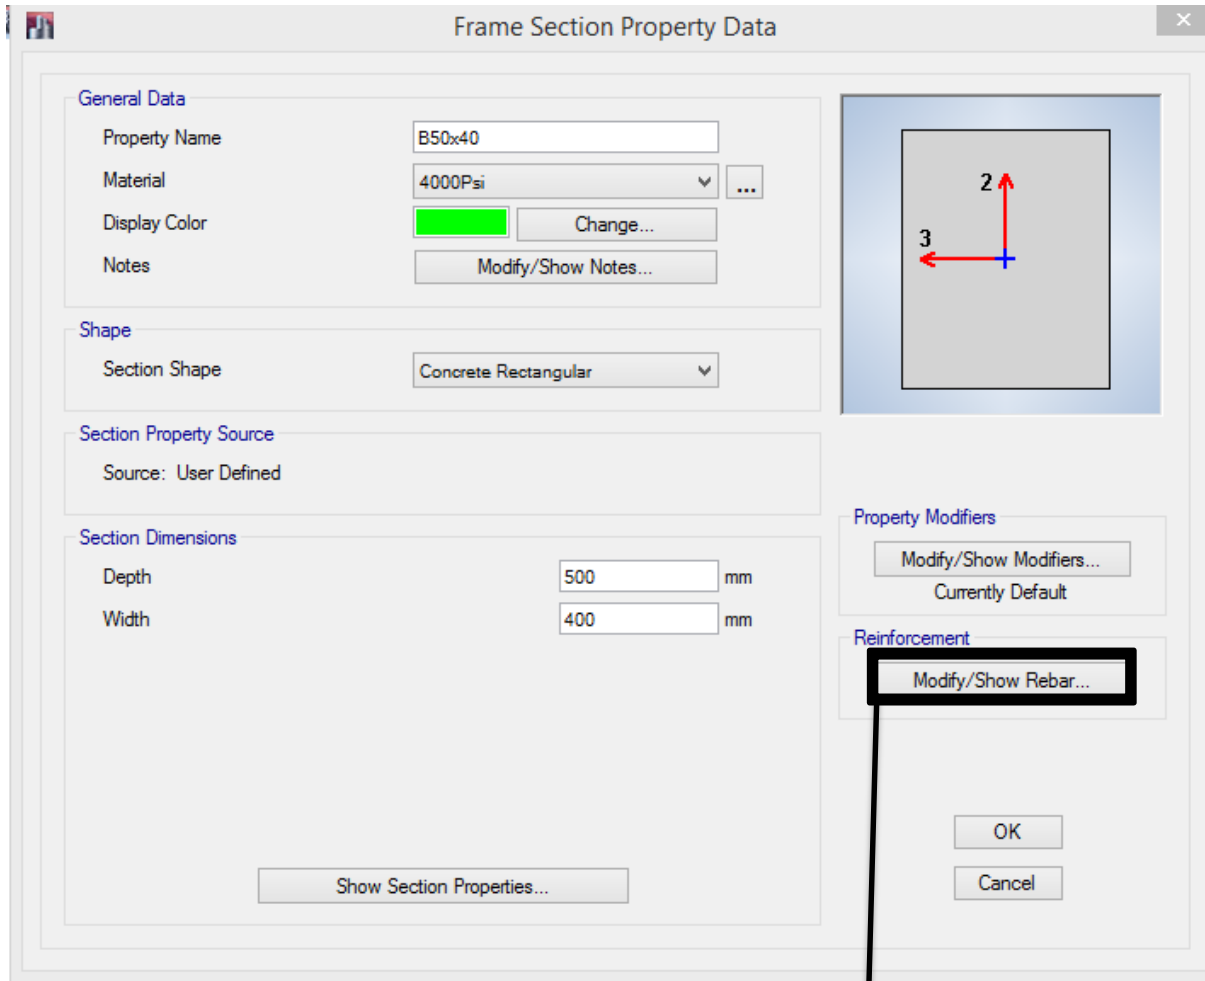 Frame Section Property Data
General Data
Property Name B50x40
Material 4000Psi ...
Display Color Change...
Notes Modify/Show Notes...
2
3
Shape
Section Shape Concrete Rectangular
Section Property Source
Source: User Defined
Section Dimensions
Depth 500 mm
Width 400 mm
Show Section Properties...
Property Modifiers
Modify/Show Modifiers...
Currently Default
Reinforcement
Modify/Show Rebar...
OK
Cancel